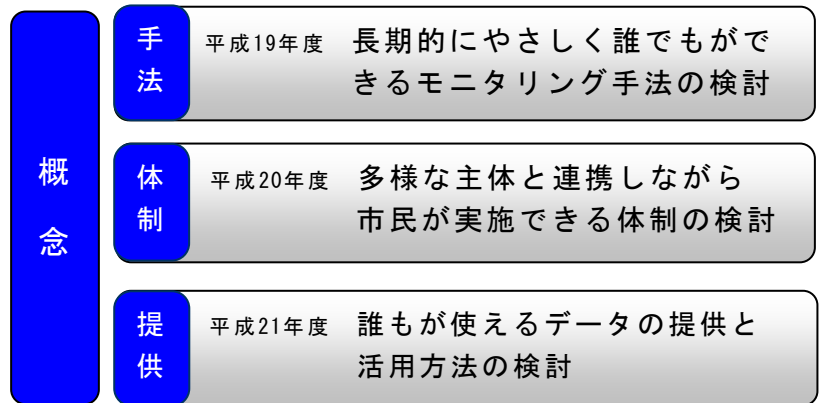 概念
手法
平成19年度 長期的にやさしく誰でもがで
きるモニタリング手法の検討
体制
平成20年度 多様な主体と連携しながら
市民が実施できる体制の検討
提供
平成21年度 誰もが使えるデータの提供と
活用方法の検討